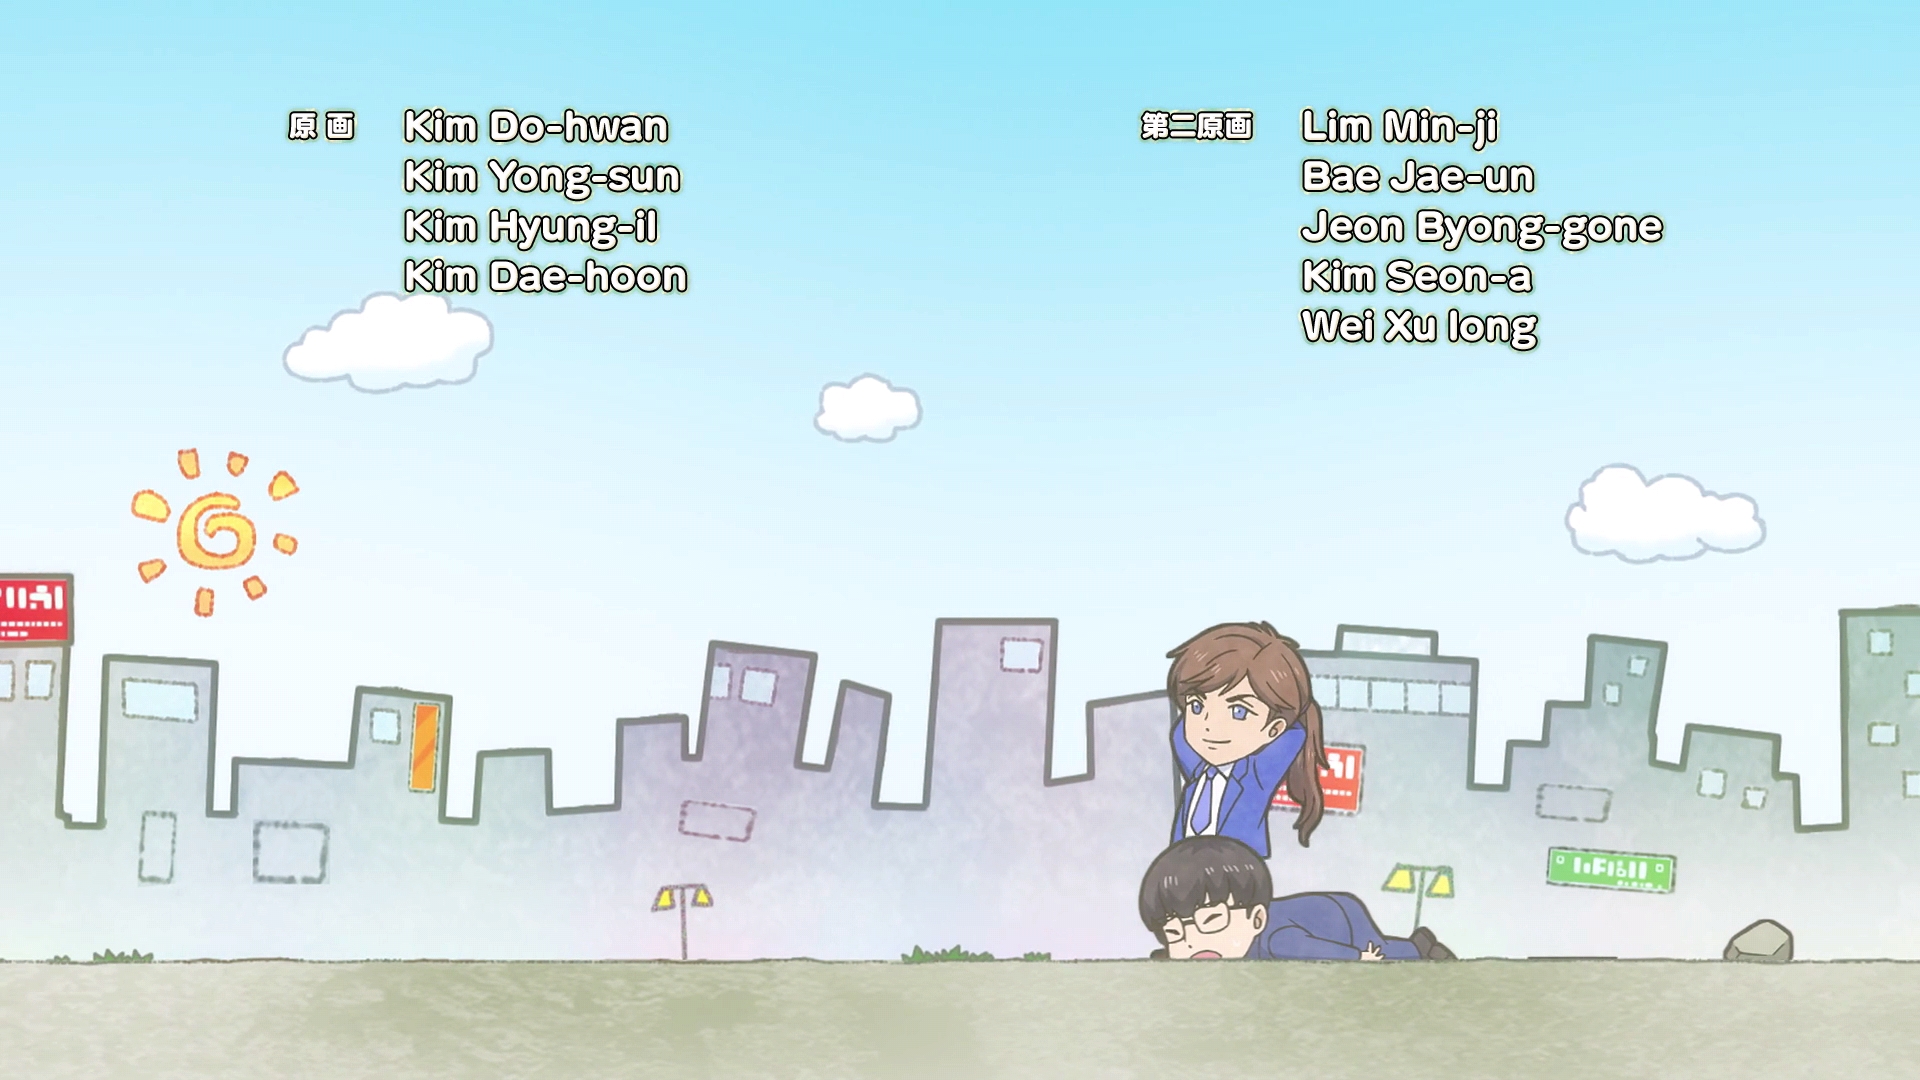 原画
Kim Do-hwan
Kim Yong-sun
Kim Hyung-il
Kim Dae-hoon
第二原画
Lim Min-ji
Bae Jae-un
Jeon Byong-gone
Kim Seon-a
Wei Xu long